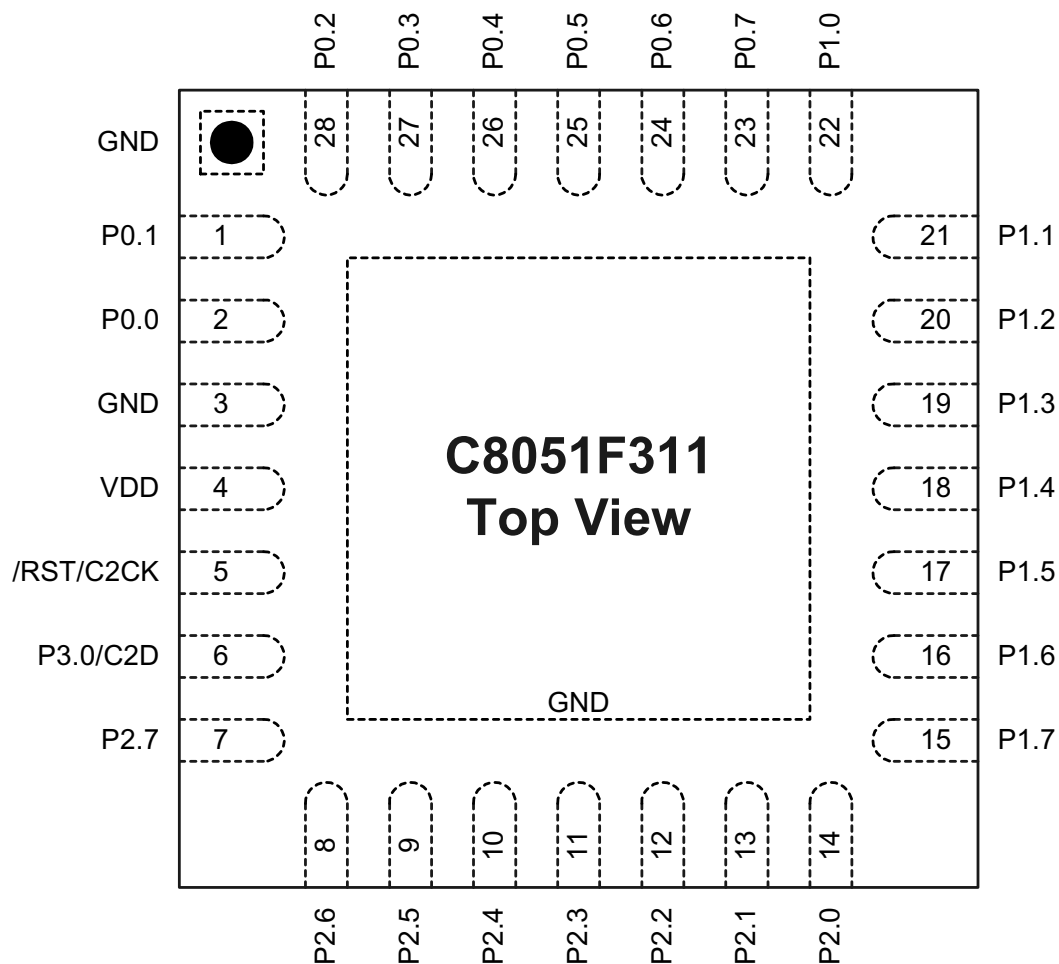 P0.2 P0.3 P0.4 P0.5 P0.6 P0.7 P1.0
28 27 26 25 24 23 22
GND
P0.1 1 21 P1.1
P0.0 2 20 P1.2
GND 3 19 P1.3
C8051F311
VDD 4 18 P1.4
Top View
/RST/C2CK 5 17 P1.5
P3.0/C2D 6 16 P1.6
GND
P2.7 7 15 P1.7
8 9 10 11 12 13 14
P2.6 P2.5 P2.4 P2.3 P2.2 P2.1 P2.0